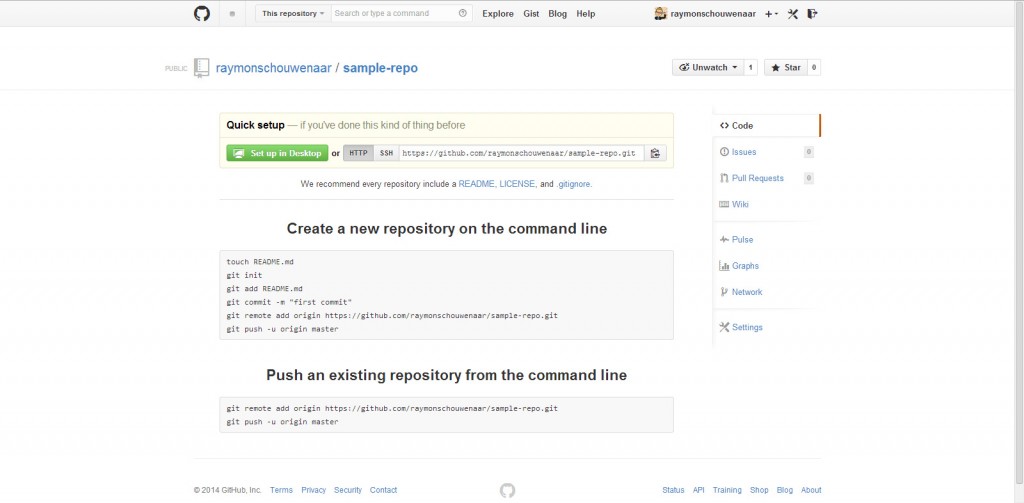 This repository Search or type a command Explore Gist Blog Help raymonschouwenaar
PUBLIC raymonschouwenaar / sample-repo Unwatch 1 Star 0
Quick setup — if you've done this kind of thing before
Set up in Desktop or HTTP SSH https://github.com/raymonschouwenaar/sample-repo.git
We recommend every repository include a README, LICENSE, and .gitignore.
Create a new repository on the command line
touch README.md
git init
git add README.md
git commit -m "first commit"
git remote add origin https://github.com/raymonschouwenaar/sample-repo.git
git push -u origin master
Push an existing repository from the command line
git remote add origin https://github.com/raymonschouwenaar/sample-repo.git
git push -u origin master
Code
Issues 0
Pull Requests 0
Wiki
Pulse
Graphs
Network
Settings
© 2014 GitHub, Inc. Terms Privacy Security Contact Status API Training Shop Blog About